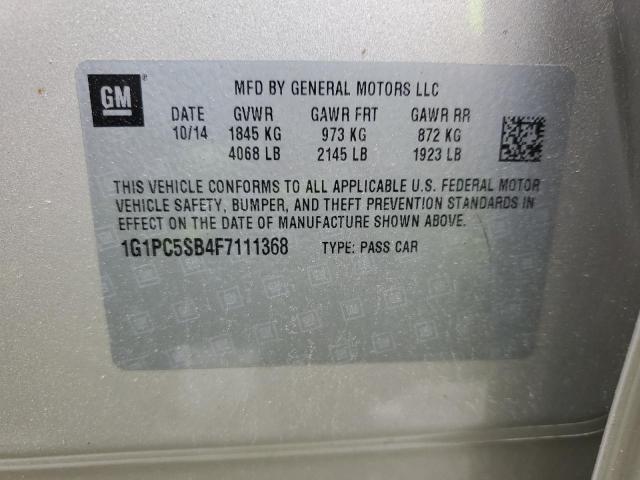 GM ®
MFD BY GENERAL MOTORS LLC
DATE GVWR GAWR FRT GAWR RR
10/14 1845 KG 973 KG 872 KG
4068 LB 2145 LB 1923 LB
THIS VEHICLE CONFORMS TO ALL APPLICABLE U.S. FEDERAL MOTOR
VEHICLE SAFETY, BUMPER, AND THEFT PREVENTION STANDARDS IN
EFFECT ON THE DATE OF MANUFACTURE SHOWN ABOVE.
1G1PC5SB4F7111368 TYPE: PASS CAR